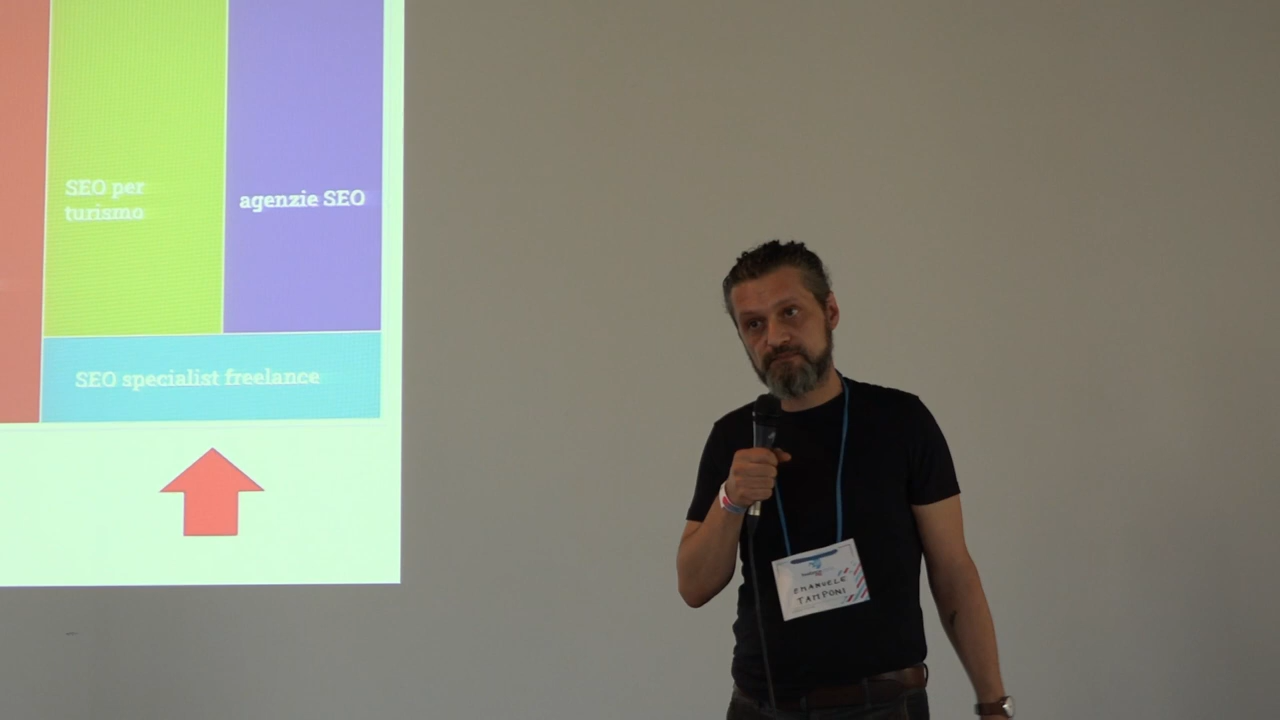 SEO per
turismo
agenzie SEO
SEO specialist freelance
EMANUELE
TAMPONI